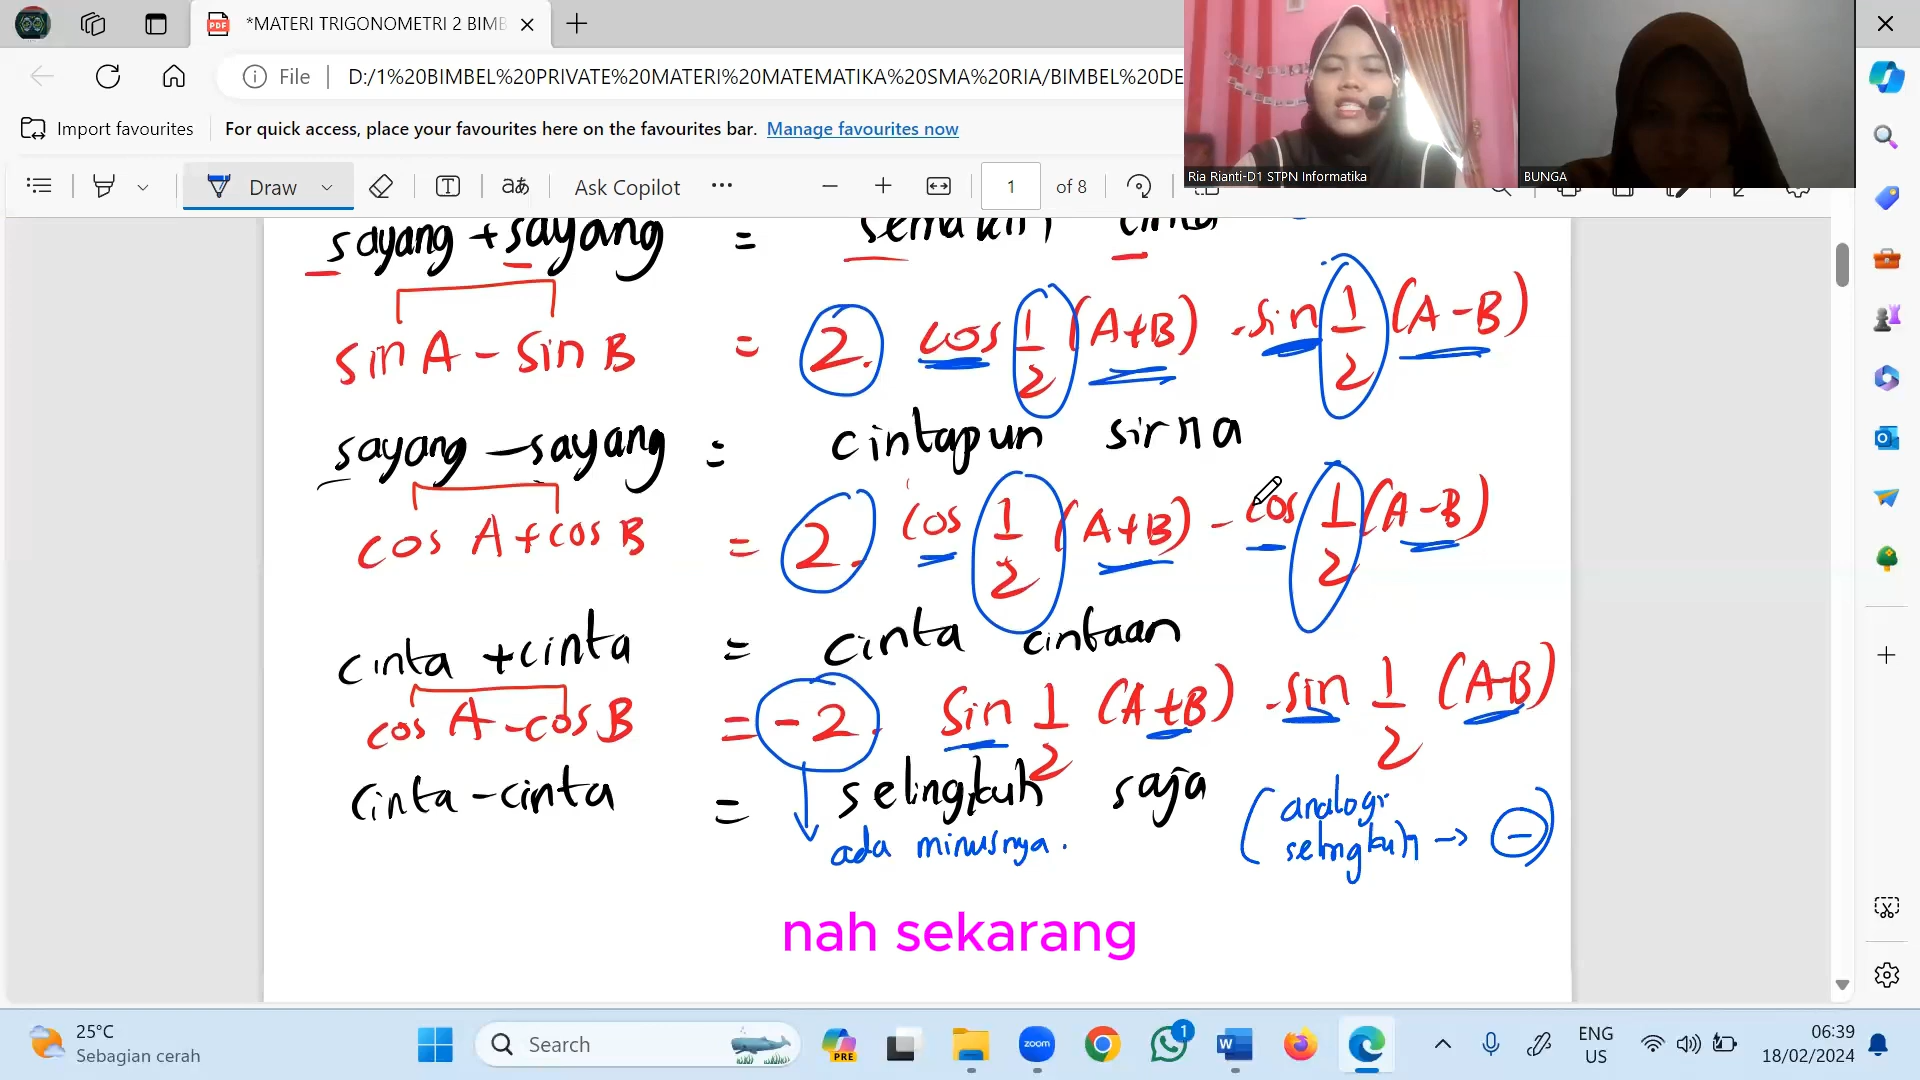 *MATERI TRIGONOMETRI 2 BIMB
File
D:/1%20BIMBEL%20PRIVATE%20MATERI%20MATEMATIKA%20SMA%20RIA/BIMBEL%20DE
Import favourites
For quick access, place your favourites here on the favourites bar. Manage favourites now
Draw
aあ
Ask Copilot
1 of 8
Ria Rianti-D1 STPN Informatika
BUNGA
sayang + sayang = semakin cinta
sin A - sin B = 2. cos 1/2 (A+B) . sin 1/2 (A-B)
sayang - sayang = cintapun sirna
cos A + cos B = 2. cos 1/2 (A+B) - cos 1/2 (A-B)
cinta + cinta = cinta cintaan
cos A - cos B = -2. sin 1/2 (A+B) . sin 1/2 (A-B)
cinta - cinta = selingkuh saja
ada minusnya.
(analogi
selingkuh → -)
nah sekarang
25°C
Sebagian cerah
Search
PRE
zoom
1
W
ENG
US
06:39
18/02/2024